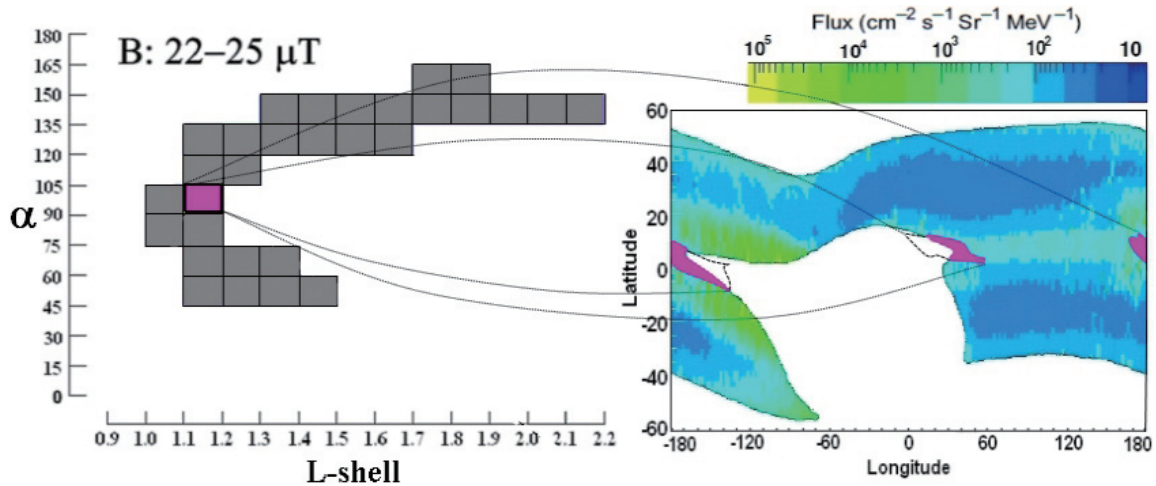 B: 22–25 μT
α
180
165
150
135
120
105
90
75
60
45
30
15
0
0.9 1.0 1.1 1.2 1.3 1.4 1.5 1.6 1.7 1.8 1.9 2.0 2.1 2.2
L-shell
Flux (cm⁻² s⁻¹ Sr⁻¹ MeV⁻¹)
10⁵ 10⁴ 10³ 10² 10
Latitude
60
40
20
0
-20
-40
-60
-180 -120 -60 0 60 120 180
Longitude